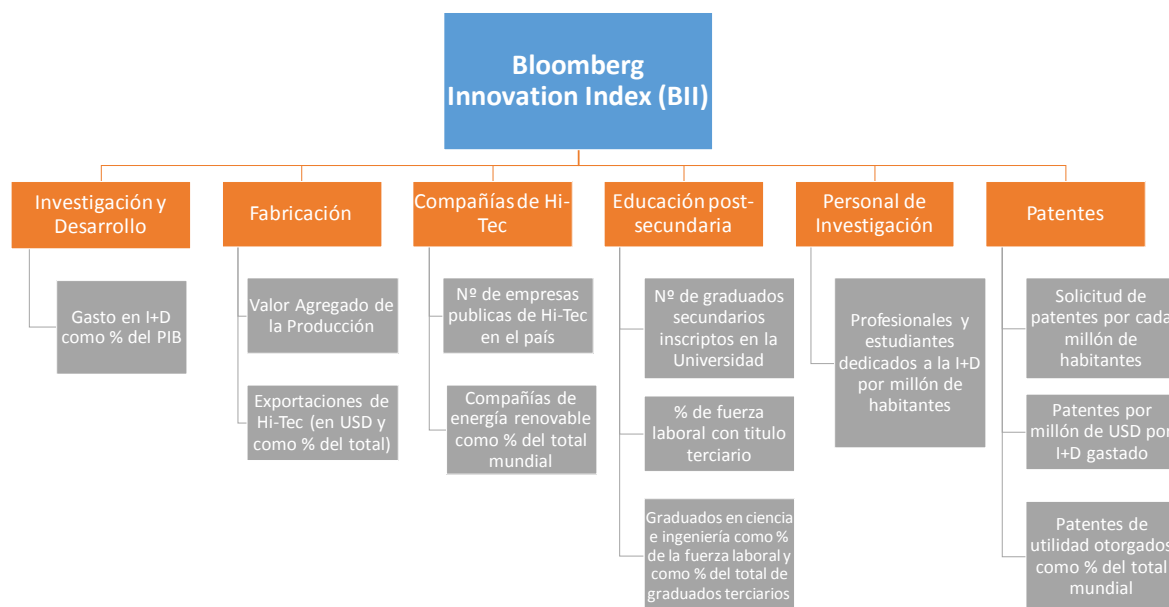 Bloomberg
Innovation Index (BII)
Investigación y
Desarrollo
Gasto en I+D
como % del PIB
Fabricación
Valor Agregado de
la Producción
Exportaciones de
Hi-Tec (en USD y
como % del total)
Compañías de Hi-
Tec
Nº de empresas
publicas de Hi-Tec
en el país
Compañías de
energía renovable
como % del total
mundial
Educación post-
secundaria
Nº de graduados
secundarios
inscriptos en la
Universidad
% de fuerza
laboral con titulo
terciario
Graduados en ciencia
e ingeniería como %
de la fuerza laboral y
como % del total de
graduados terciarios
Personal de
Investigación
Profesionales y
estudiantes
dedicados a la I+D
por millón de
habitantes
Patentes
Solicitud de
patentes por cada
millón de
habitantes
Patentes por
millón de USD por
I+D gastado
Patentes de
utilidad otorgados
como % del total
mundial